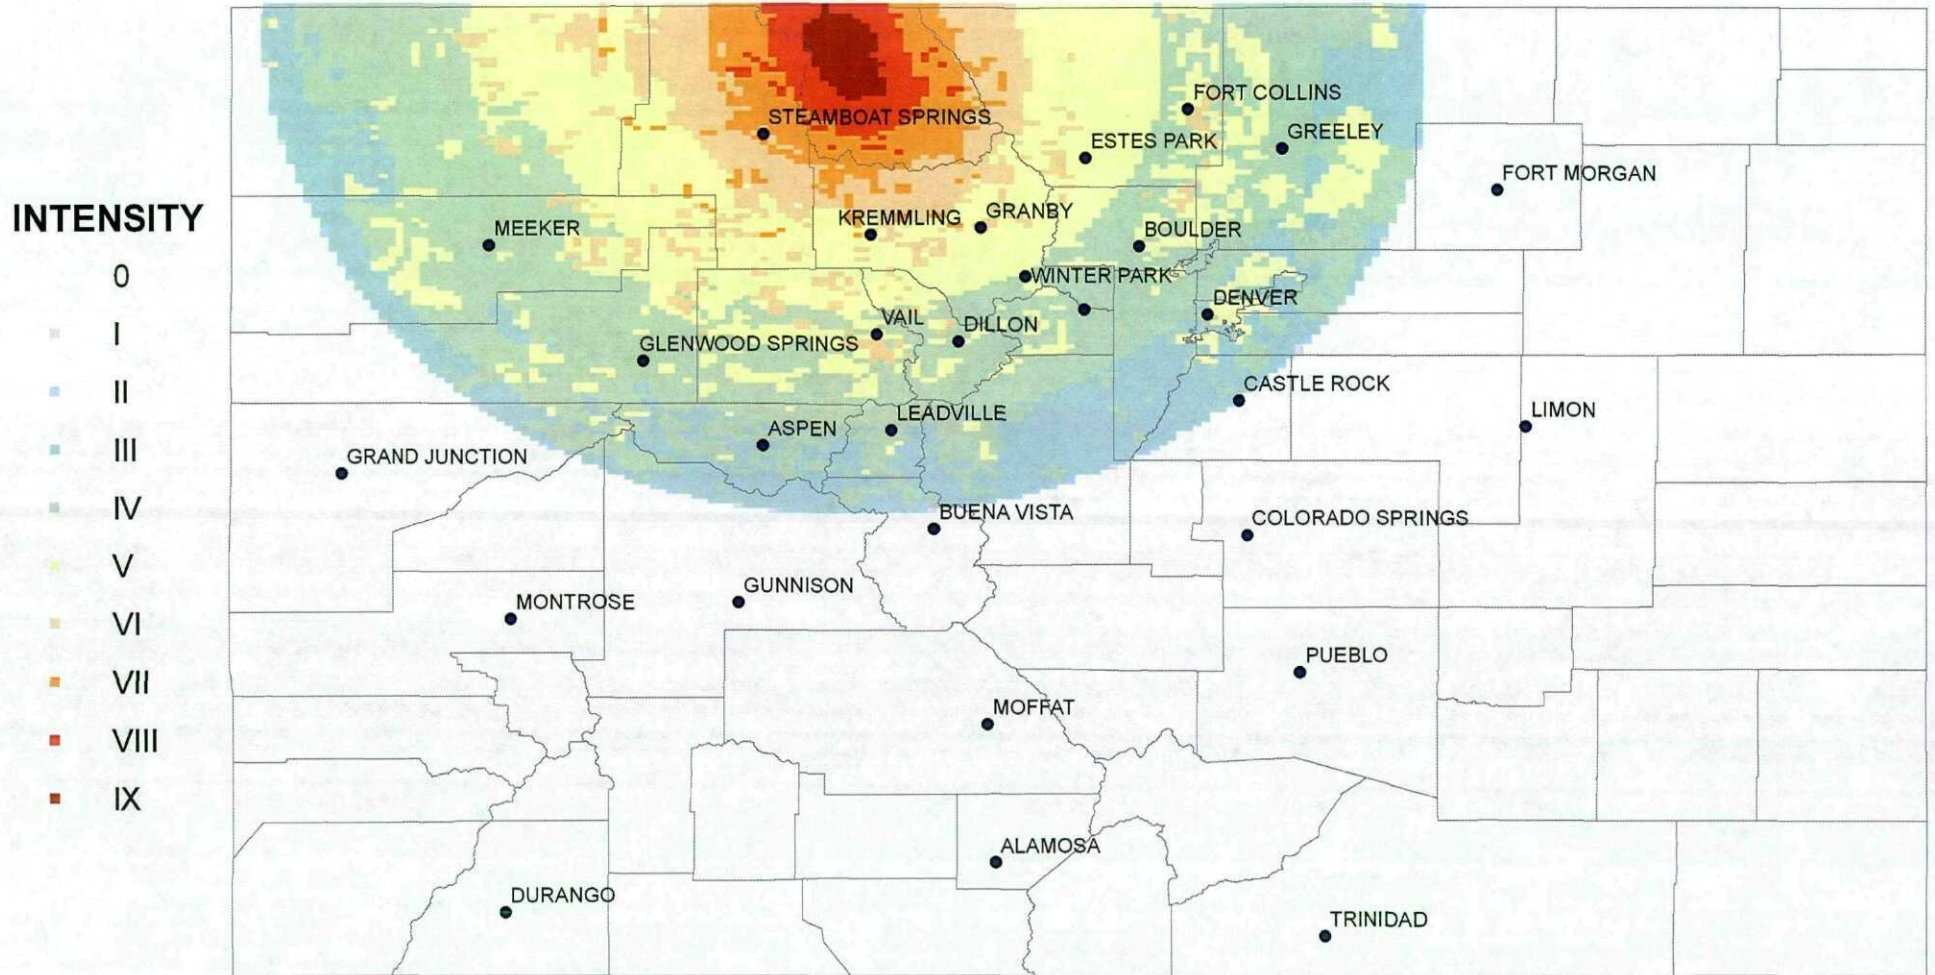 STEAMBOAT SPRINGS
FORT COLLINS
ESTES PARK
GREELEY
FORT MORGAN
INTENSITY
0
I
II
III
IV
V
VI
VII
VIII
IX
MEEKER
KREMMLING
GRANBY
BOULDER
WINTER PARK
DENVER
VAIL
DILLON
GLENWOOD SPRINGS
CASTLE ROCK
LEADVILLE
LIMON
ASPEN
GRAND JUNCTION
BUENA VISTA
COLORADO SPRINGS
GUNNISON
MONTROSE
PUEBLO
MOFFAT
ALAMOSA
DURANGO
TRINIDAD